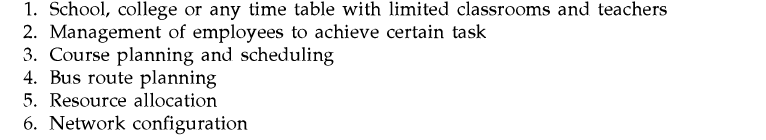 1. School, college or any time table with limited classrooms and teachers
2. Management of employees to achieve certain task
3. Course planning and scheduling
4. Bus route planning
5. Resource allocation
6. Network configuration